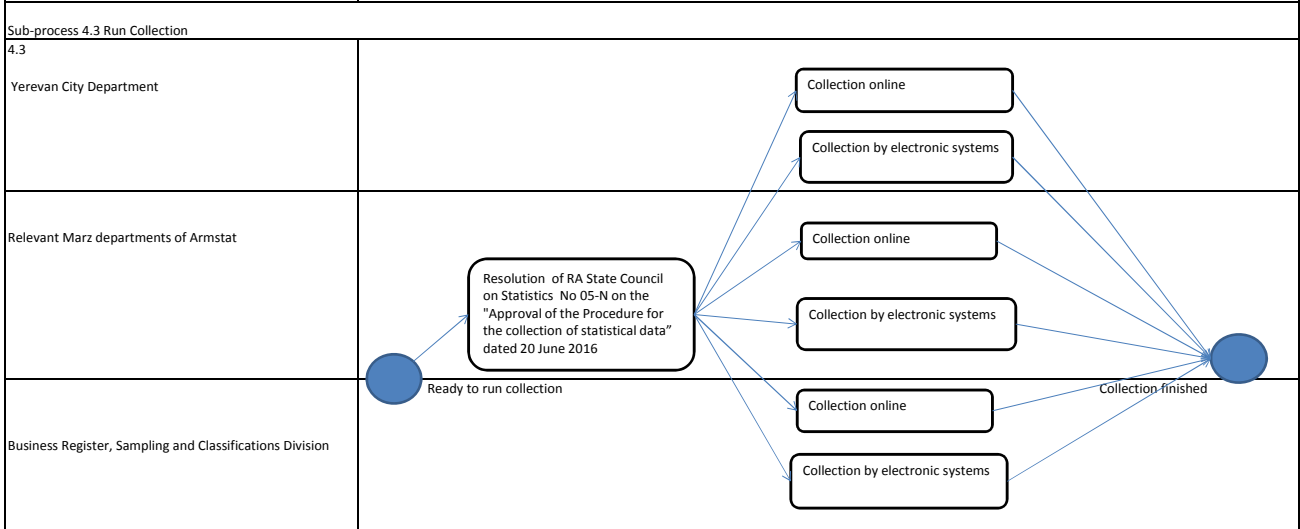 Sub-process 4.3 Run Collection
4.3
Yerevan City Department
Collection online
Collection by electronic systems
Relevant Marz departments of Armstat
Collection online
Resolution of RA State Council
on Statistics No 05-N on the
"Approval of the Procedure for
the collection of statistical data”
dated 20 June 2016
Collection by electronic systems
Ready to run collection
Collection finished
Collection online
Business Register, Sampling and Classifications Division
Collection by electronic systems